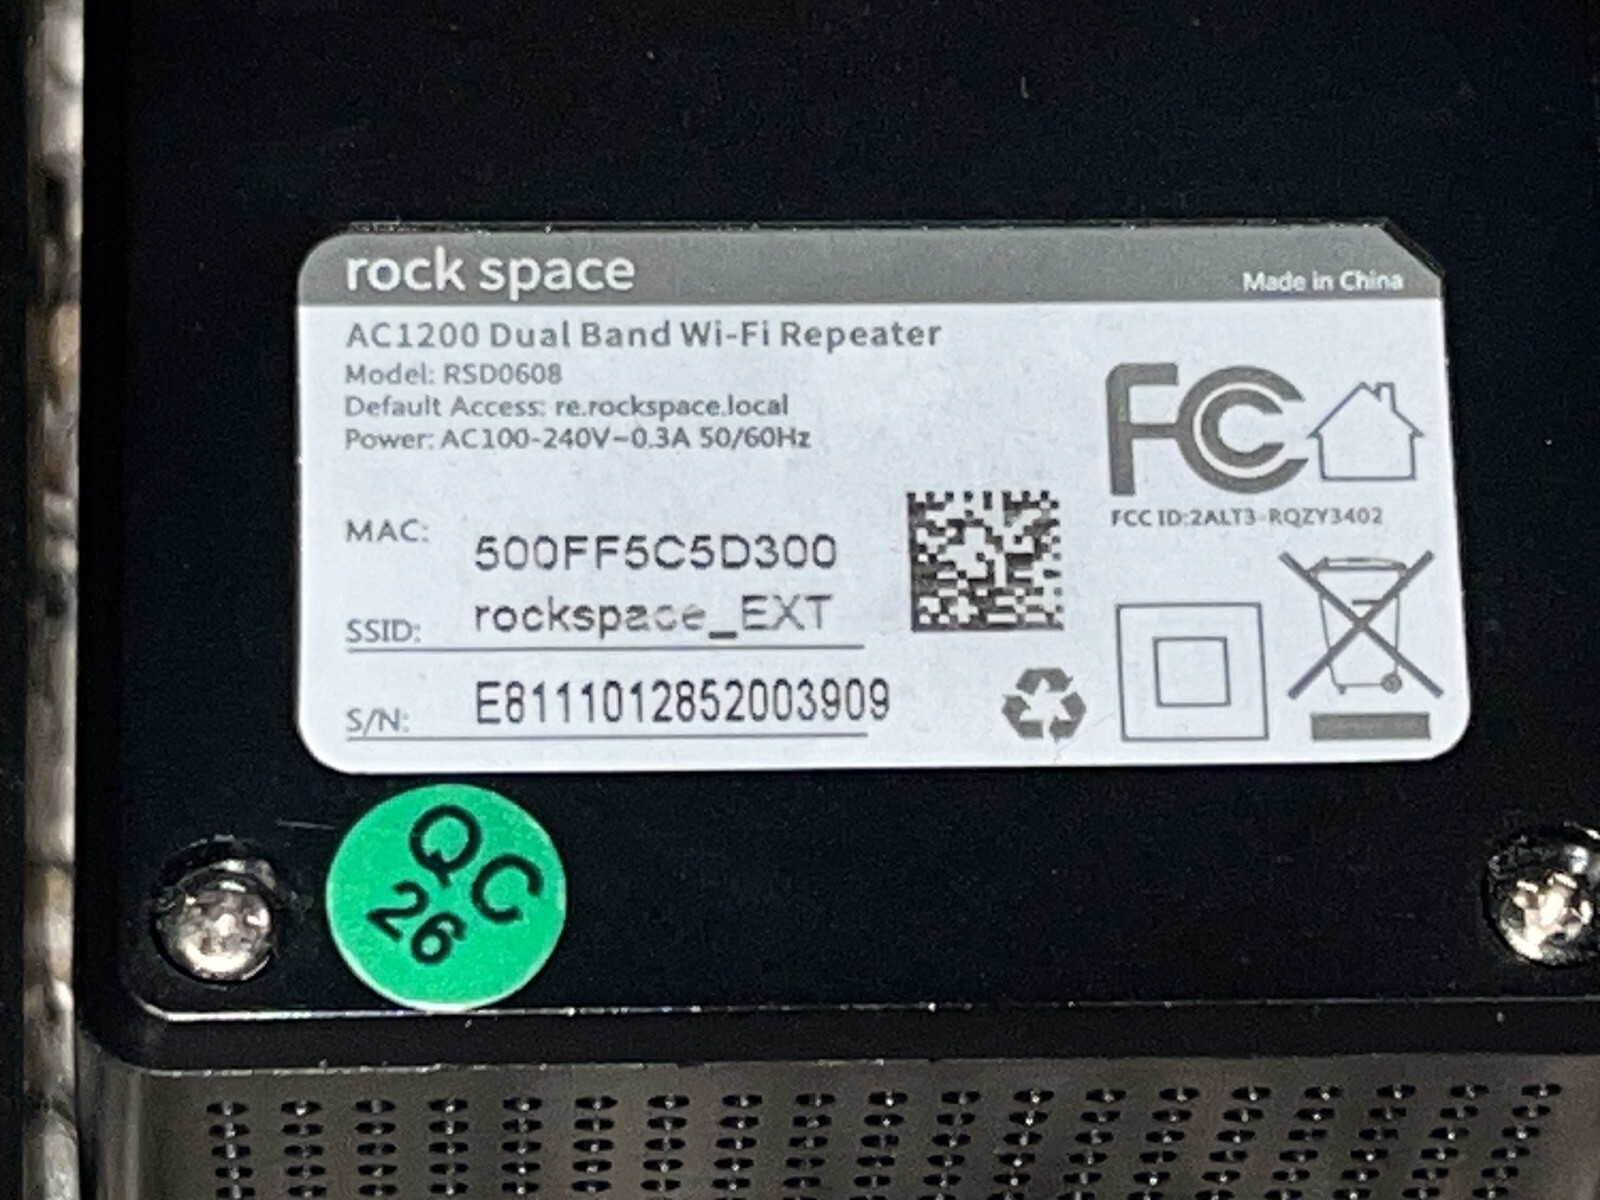 rock space
Made in China
AC1200 Dual Band Wi-Fi Repeater
Model: RSD0608
Default Access: re.rockspace.local
Power: AC100-240V~0.3A 50/60Hz
FC
FCC ID:2ALT3-RQZY3402
MAC: 500FF5C5D300
SSID: rockspace_EXT
S/N: E8111012852003909
QC
26